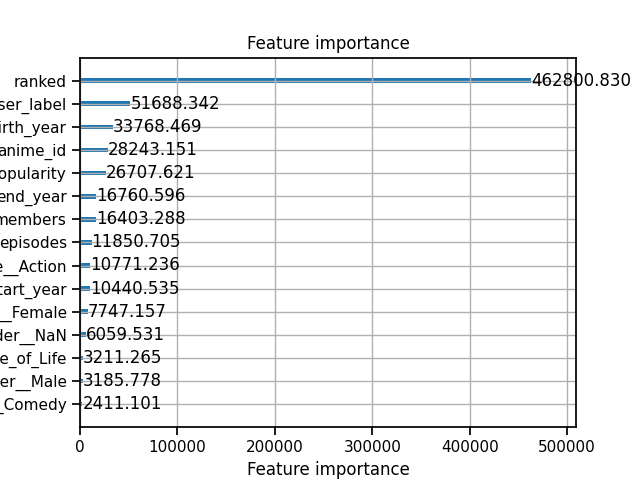 Feature importance
ranked 462800.830
ser_label 51688.342
irth_year 33768.469
anime_id 28243.151
opularity 26707.621
end_year 16760.596
members 16403.288
episodes 11850.705
e__Action 10771.236
tart_year 10440.535
__Female 7747.157
der__NaN 6059.531
e_of_Life 3211.265
er__Male 3185.778
_Comedy 2411.101
0 100000 200000 300000 400000 500000
Feature importance